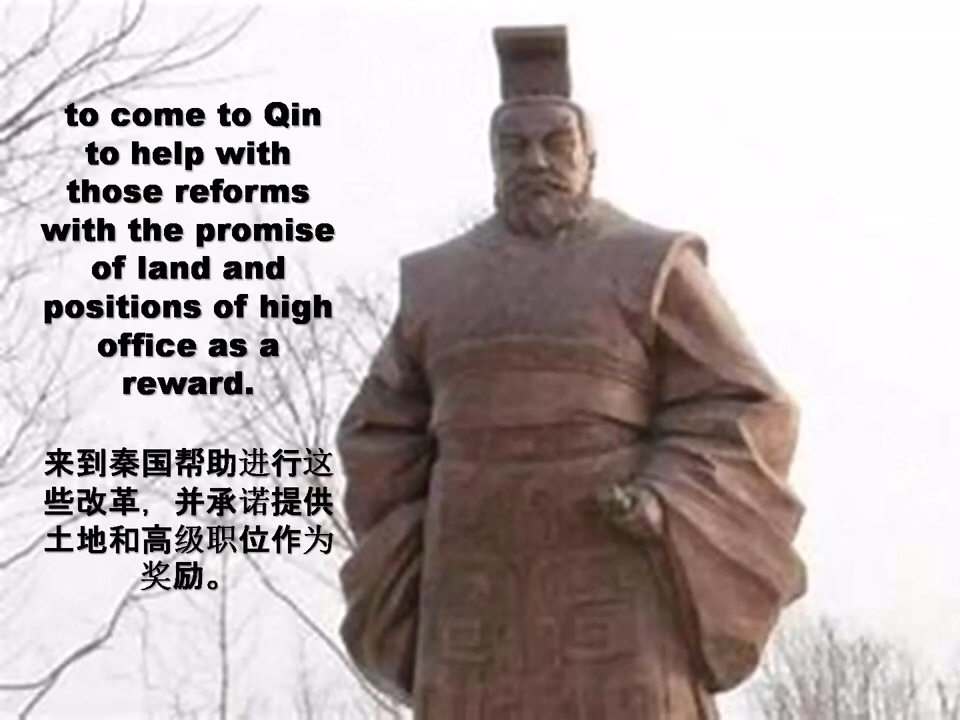 to come to Qin
to help with
those reforms
with the promise
of land and
positions of high
office as a
reward.
来到秦国帮助进行这
些改革，并承诺提供
土地和高级职位作为
奖励。